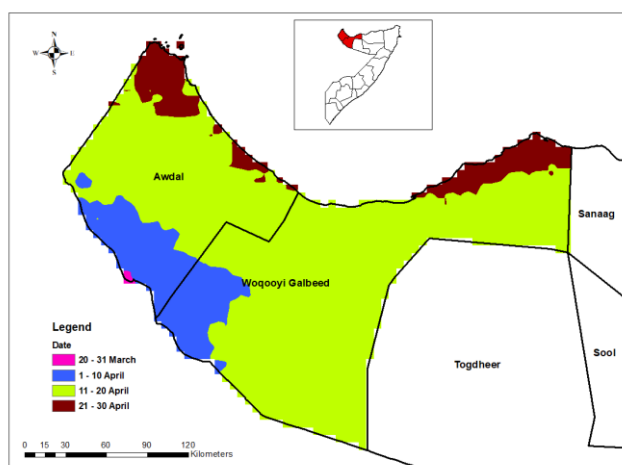 N
W E
S
Awdal
Sanaag
Woqooyi Galbeed
Legend
Date
20 - 31 March
1 - 10 April
11 - 20 April
21 - 30 April
Togdheer
Sool
0 15 30 60 90 120
Kilometers